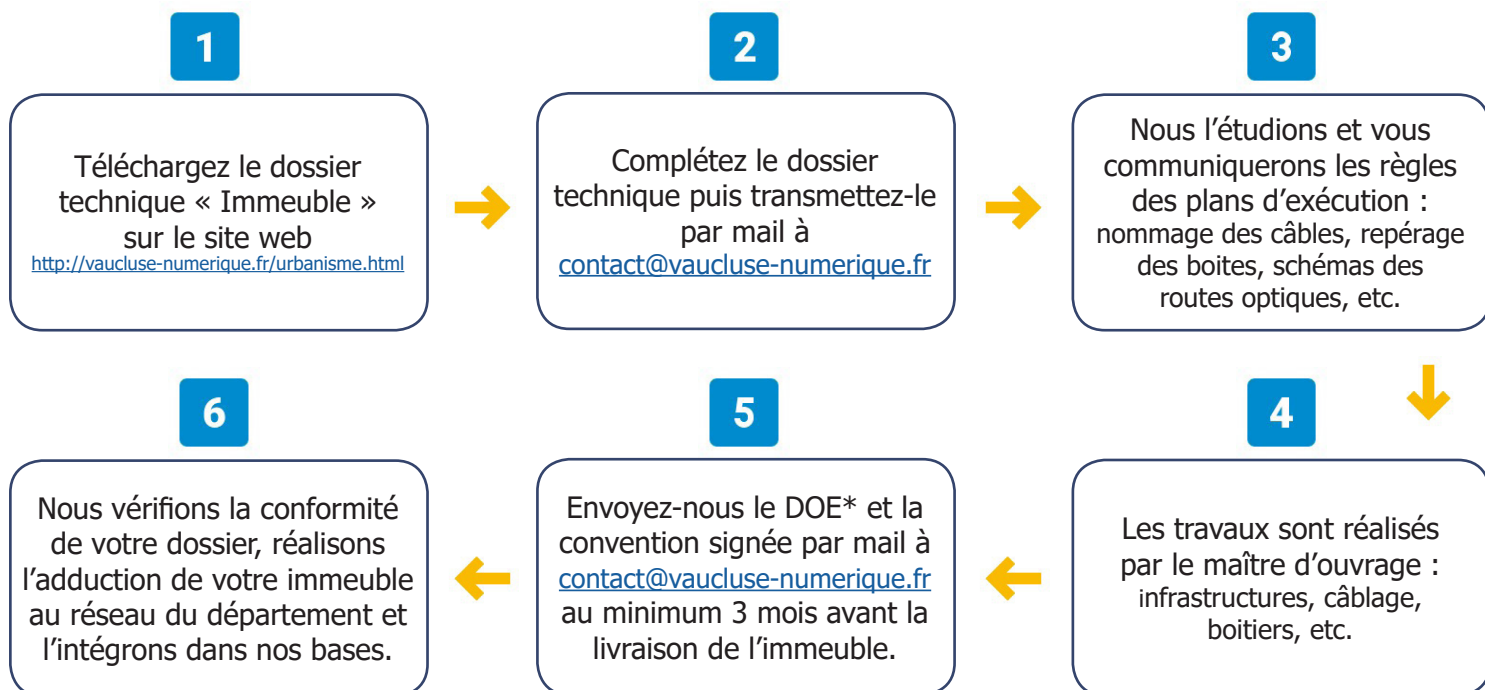 1
Téléchargez le dossier
technique « Immeuble »
sur le site web
http://vaucluse-numerique.fr/urbanisme.html
2
Complétez le dossier
technique puis transmettez-le
par mail à
contact@vaucluse-numerique.fr
3
Nous l’étudions et vous
communiquerons les règles
des plans d’exécution :
nommage des câbles, repérage
des boites, schémas des
routes optiques, etc.
4
Les travaux sont réalisés
par le maître d’ouvrage :
infrastructures, câblage,
boitiers, etc.
5
Envoyez-nous le DOE* et la
convention signée par mail à
contact@vaucluse-numerique.fr
au minimum 3 mois avant la
livraison de l’immeuble.
6
Nous vérifions la conformité
de votre dossier, réalisons
l’adduction de votre immeuble
au réseau du département et
l’intégrons dans nos bases.